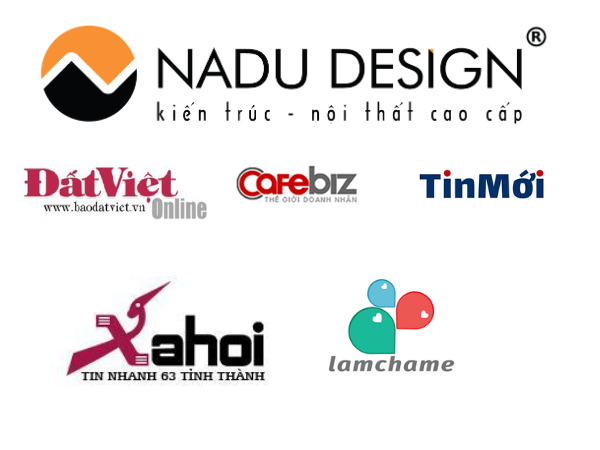 NADU DESIGN®
kiến trúc - nội thất cao cấp
ĐấtViệt
www.baodatviet.vn Online
Cafebiz
THẾ GIỚI DOANH NHÂN
TinMới
Xahoi
TIN NHANH 63 TỈNH THÀNH
lamchame